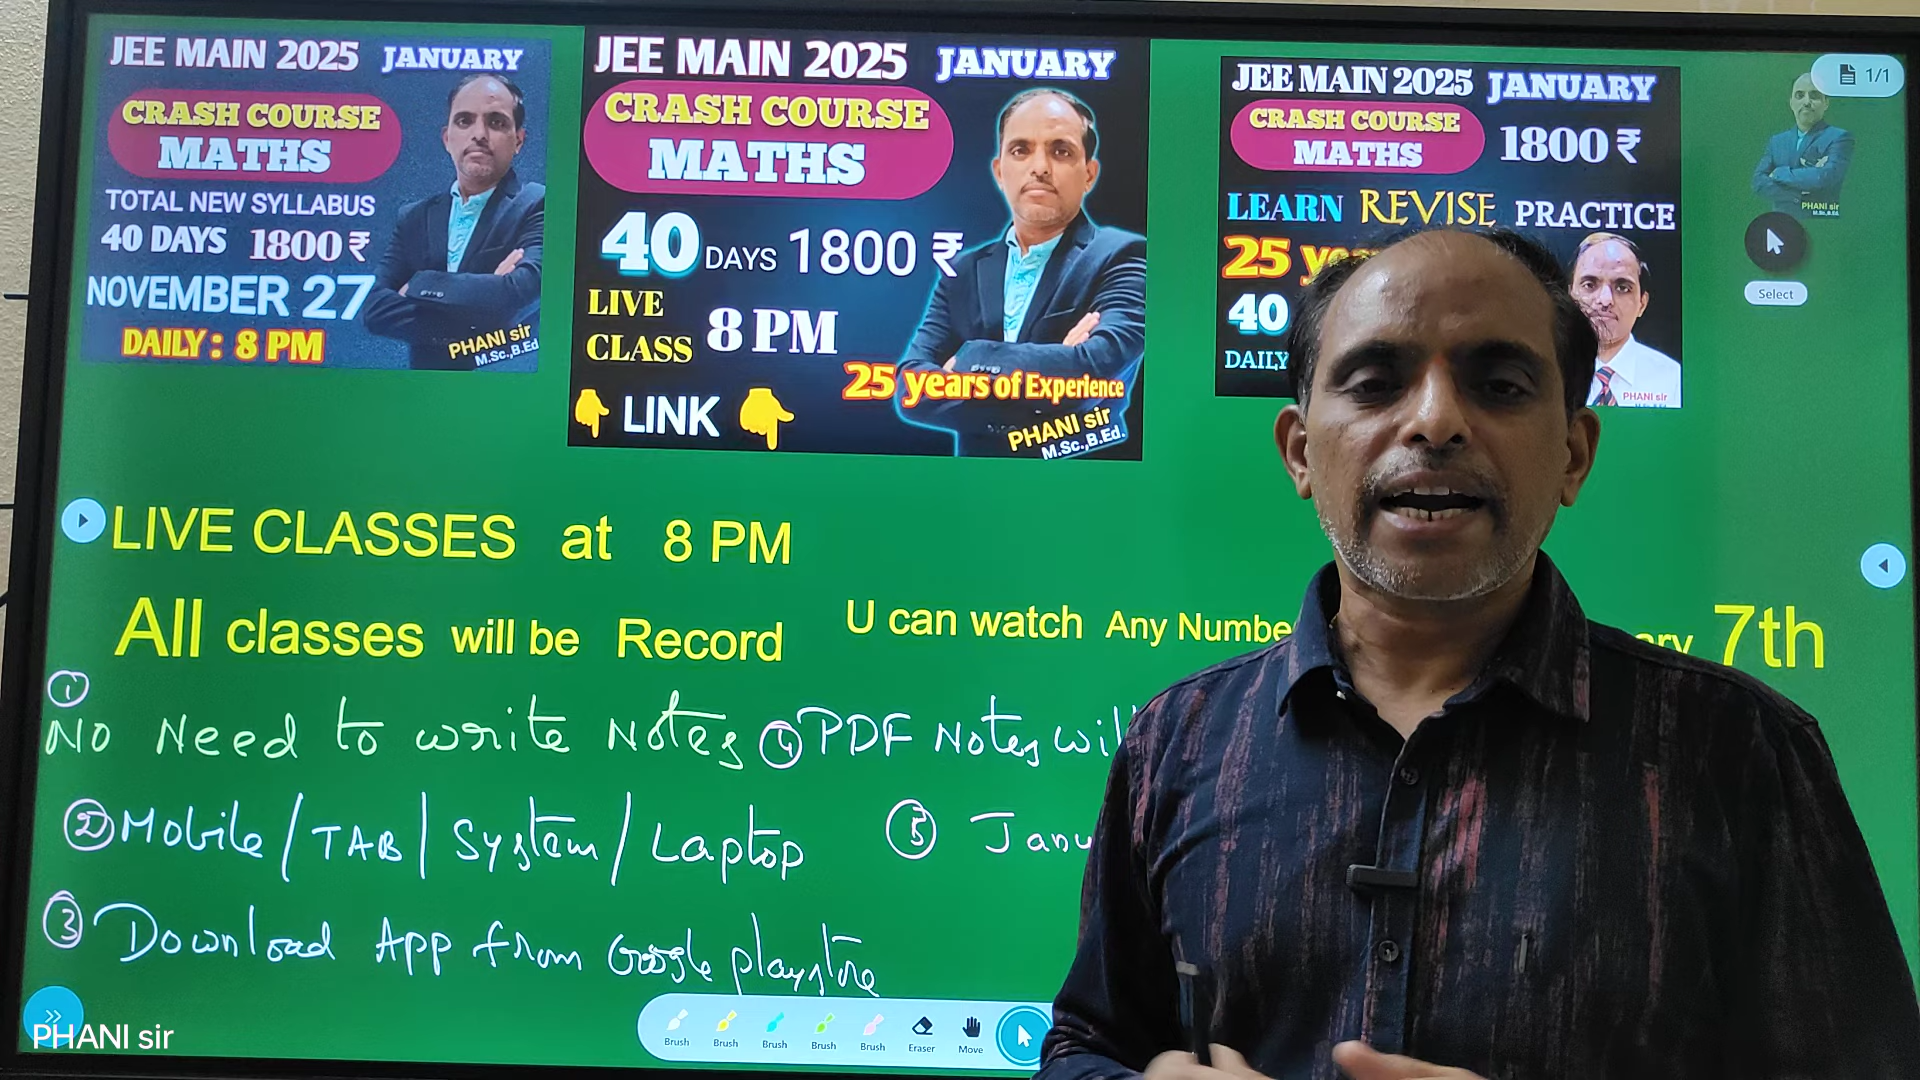 JEE MAIN 2025 JANUARY
CRASH COURSE
MATHS
TOTAL NEW SYLLABUS
40 DAYS 1800 ₹
NOVEMBER 27
DAILY : 8 PM
PHANI sir
M.Sc.,B.Ed
JEE MAIN 2025 JANUARY
CRASH COURSE
MATHS
40 DAYS 1800 ₹
LIVE
CLASS 8 PM
25 years of Experience
👇 LINK 👇
PHANI sir
M.Sc.,B.Ed.
JEE MAIN 2025 JANUARY
CRASH COURSE
MATHS
1800 ₹
LEARN REVISE PRACTICE
25
40
DAILY
PHANI sir
1/1
PHANI sir
M.Sc.,B.Ed.
Select
LIVE CLASSES at 8 PM
All classes will be Record U can watch Any 7th
① No Need to write Notes ④ PDF Notes
② Mobile / TAB / System / Laptop ⑤
③ Download App from Google playstore
Brush Brush Brush Brush Brush Eraser Move
PHANI sir